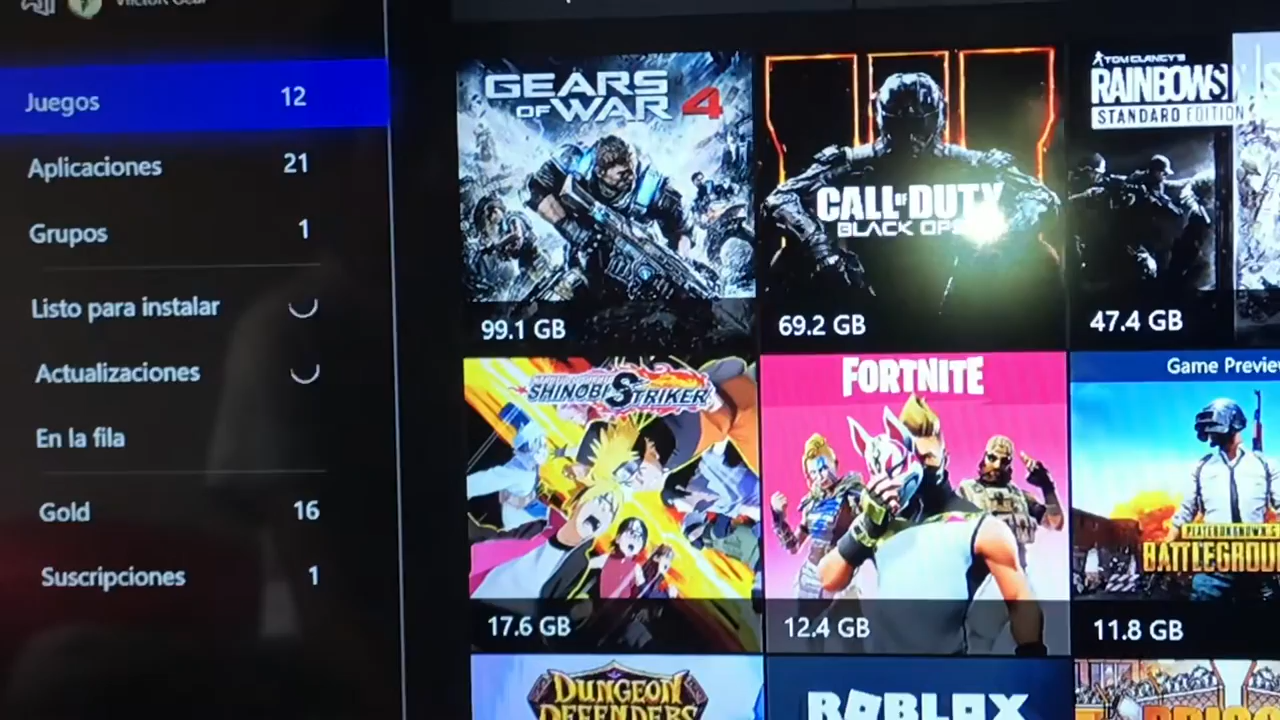 Juegos 12
Aplicaciones 21
Grupos 1
Listo para instalar
Actualizaciones
En la fila
Gold 16
Suscripciones 1
GEARS
OF WAR 4
99.1 GB
CALL OF DUTY
BLACK OPS
69.2 GB
TOM CLANCY'S
RAINBOW
STANDARD EDITION
47.4 GB
SHINOBI STRIKER
17.6 GB
FORTNITE
12.4 GB
Game Preview
PLAYERUNKNOWN'S
BATTLEGROU
11.8 GB
DUNGEON
DEFENDERS
ROBLOX